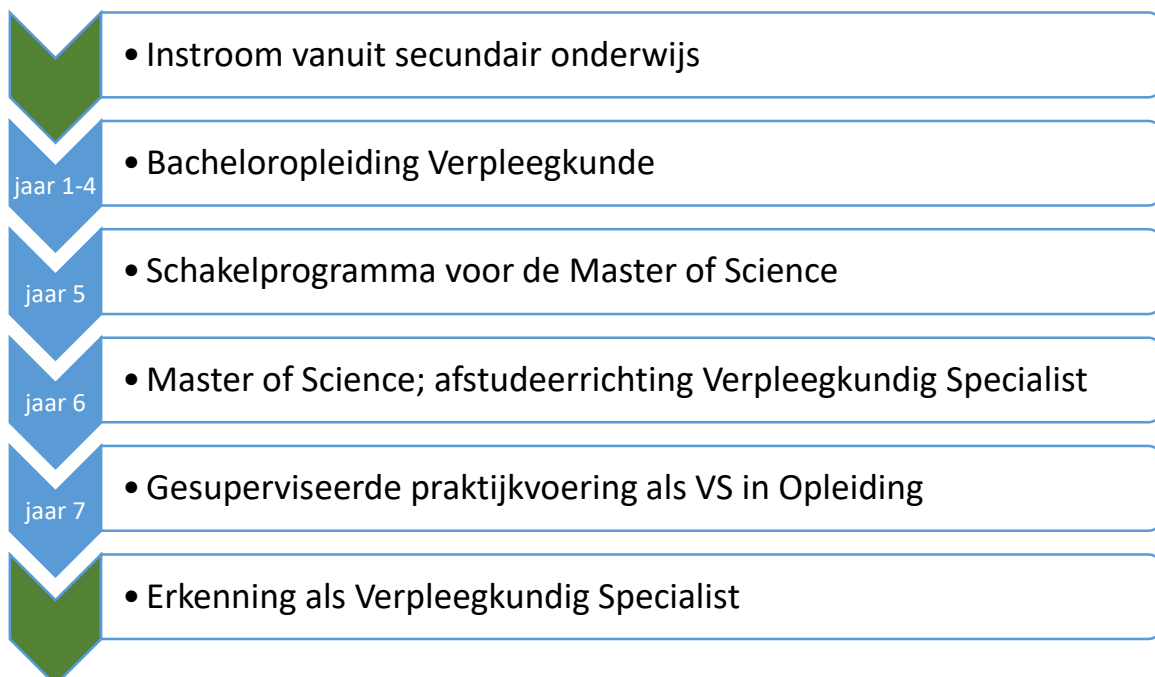 • Instroom vanuit secundair onderwijs
jaar 1-4
• Bacheloropleiding Verpleegkunde
jaar 5
• Schakelprogramma voor de Master of Science
jaar 6
• Master of Science; afstudeerrichting Verpleegkundig Specialist
jaar 7
• Gesuperviseerde praktijkvoering als VS in Opleiding
• Erkenning als Verpleegkundig Specialist